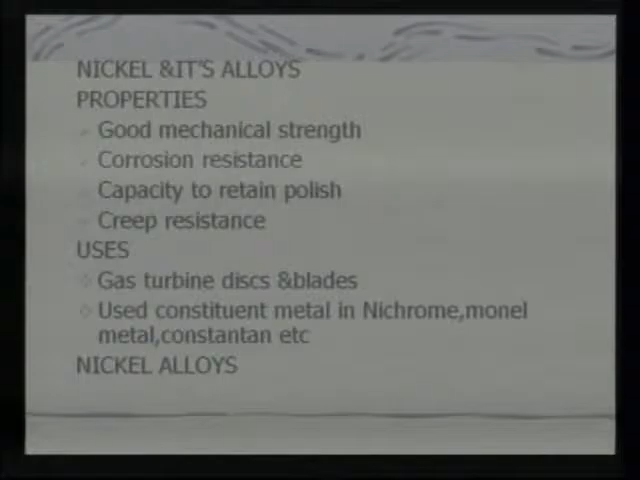 NICKEL &IT'S ALLOYS
PROPERTIES
Good mechanical strength
Corrosion resistance
Capacity to retain polish
Creep resistance
USES
Gas turbine discs &blades
Used constituent metal in Nichrome,monel
metal,constantan etc
NICKEL ALLOYS